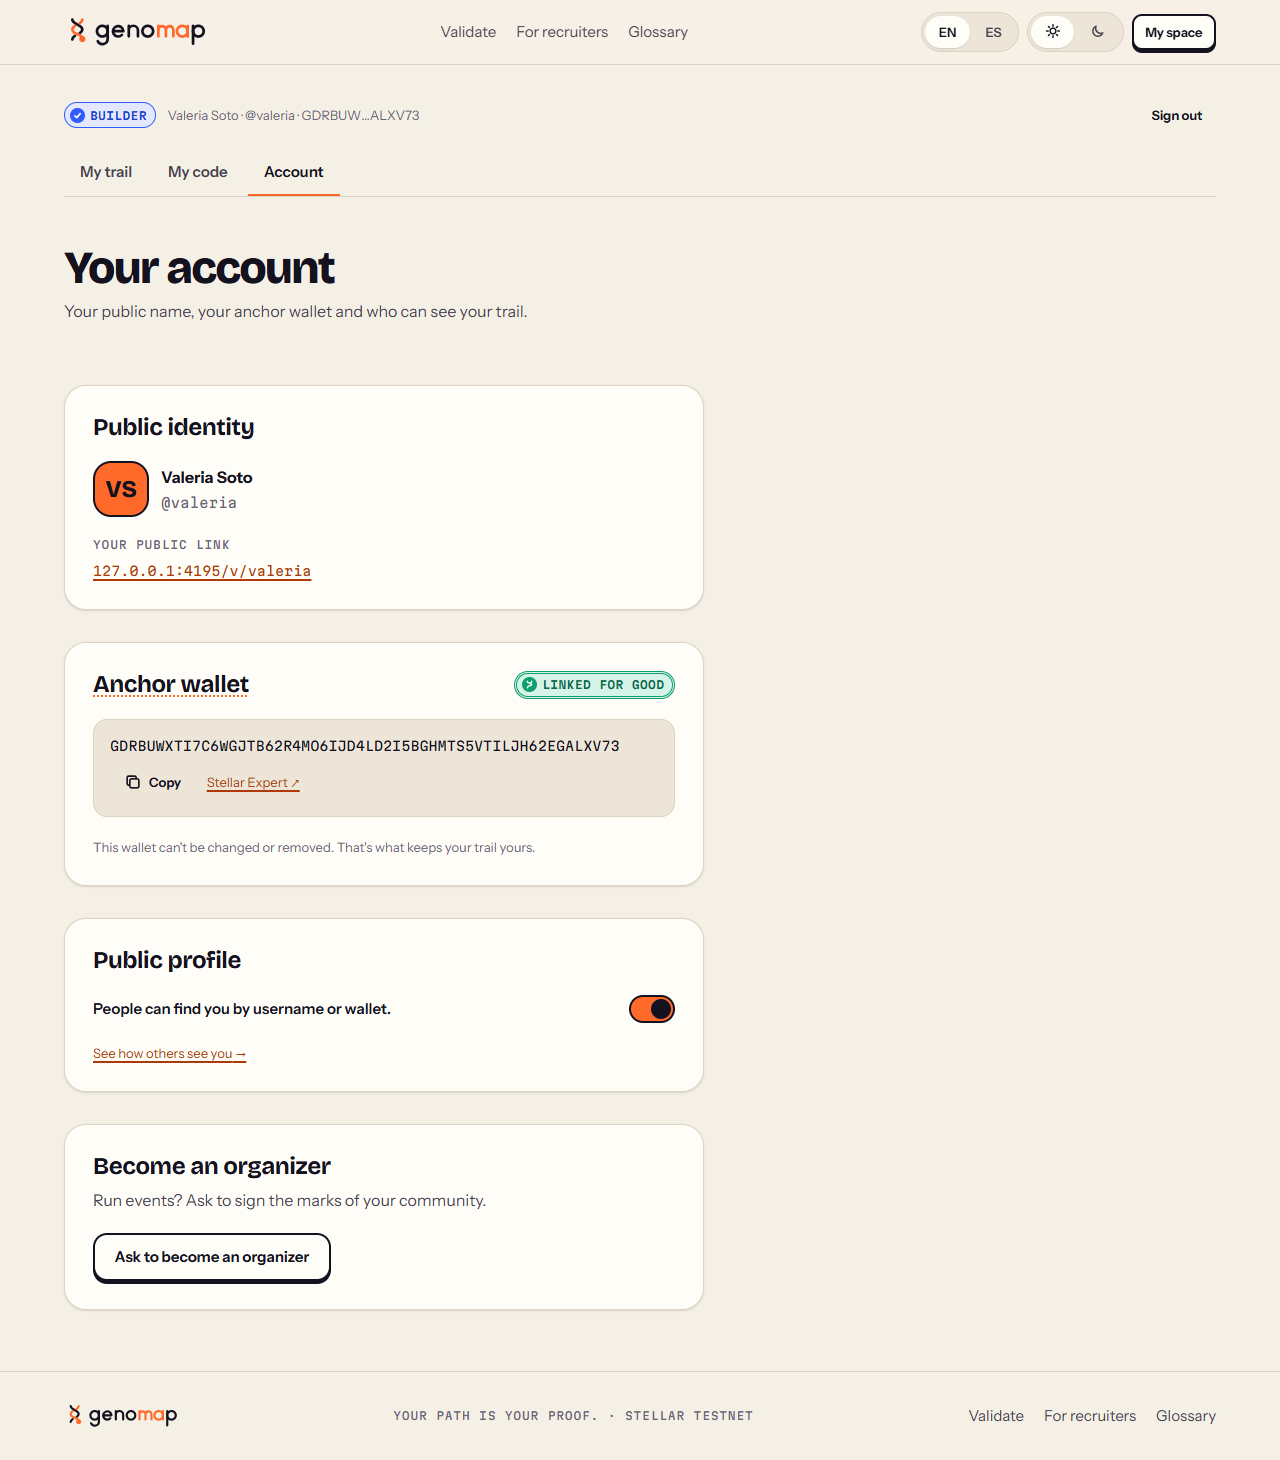 genomap
Validate For recruiters Glossary
EN ES
My space
BUILDER Valeria Soto · @valeria · GDRBUW...ALXV73
Sign out
My trail My code Account
Your account
Your public name, your anchor wallet and who can see your trail.
Public identity
VS
Valeria Soto
@valeria
YOUR PUBLIC LINK
127.0.0.1:4195/v/valeria
Anchor wallet
LINKED FOR GOOD
GDRBUWXTI7C6WGJTB62R4MO6IJD4LD2I5BGHMTS5VTILJH62EGALXV73
Copy Stellar Expert ↗
This wallet can't be changed or removed. That's what keeps your trail yours.
Public profile
People can find you by username or wallet.
See how others see you →
Become an organizer
Run events? Ask to sign the marks of your community.
Ask to become an organizer
genomap
YOUR PATH IS YOUR PROOF. · STELLAR TESTNET
Validate For recruiters Glossary